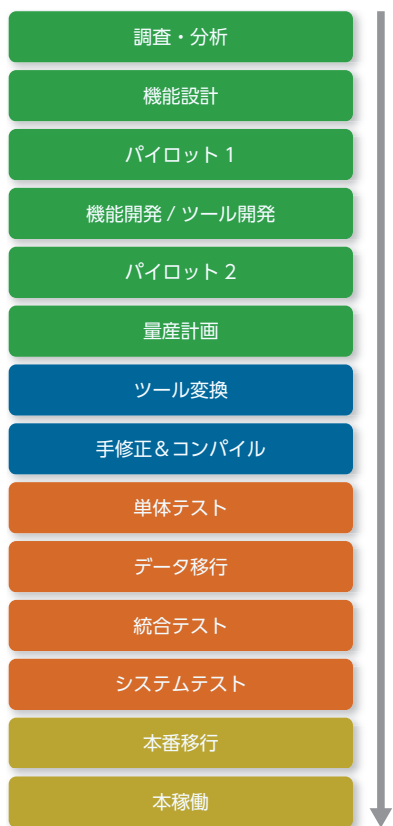 調査・分析
機能設計
パイロット 1
機能開発 / ツール開発
パイロット 2
量産計画
ツール変換
手修正＆コンパイル
単体テスト
データ移行
統合テスト
システムテスト
本番移行
本稼働